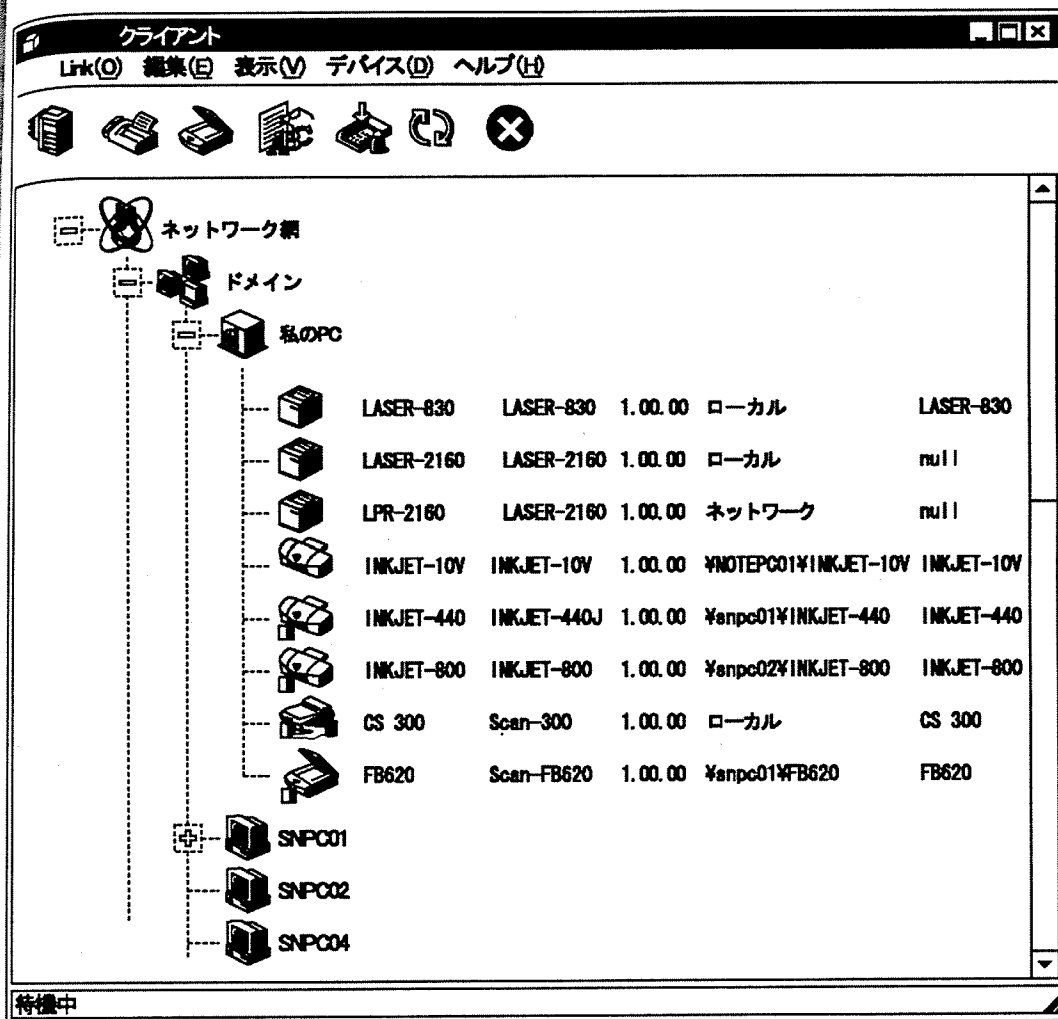 クライアント
Link(O) 編集(E) 表示(V) デバイス(D) ヘルプ(H)
ネットワーク網
ドメイン
私のPC
LASER-830 LASER-830 1.00.00 ローカル LASER-830
LASER-2160 LASER-2160 1.00.00 ローカル null
LPR-2160 LASER-2160 1.00.00 ネットワーク null
INKJET-10V INKJET-10V 1.00.00 ¥NOTEPC01¥INKJET-10V INKJET-10V
INKJET-440 INKJET-440J 1.00.00 ¥snpc01¥INKJET-440 INKJET-440
INKJET-800 INKJET-800 1.00.00 ¥snpc02¥INKJET-800 INKJET-800
CS 300 Scan-300 1.00.00 ローカル CS 300
FB620 Scan-FB620 1.00.00 ¥snpc01¥FB620 FB620
SNPC01
SNPC02
SNPC04
待機中